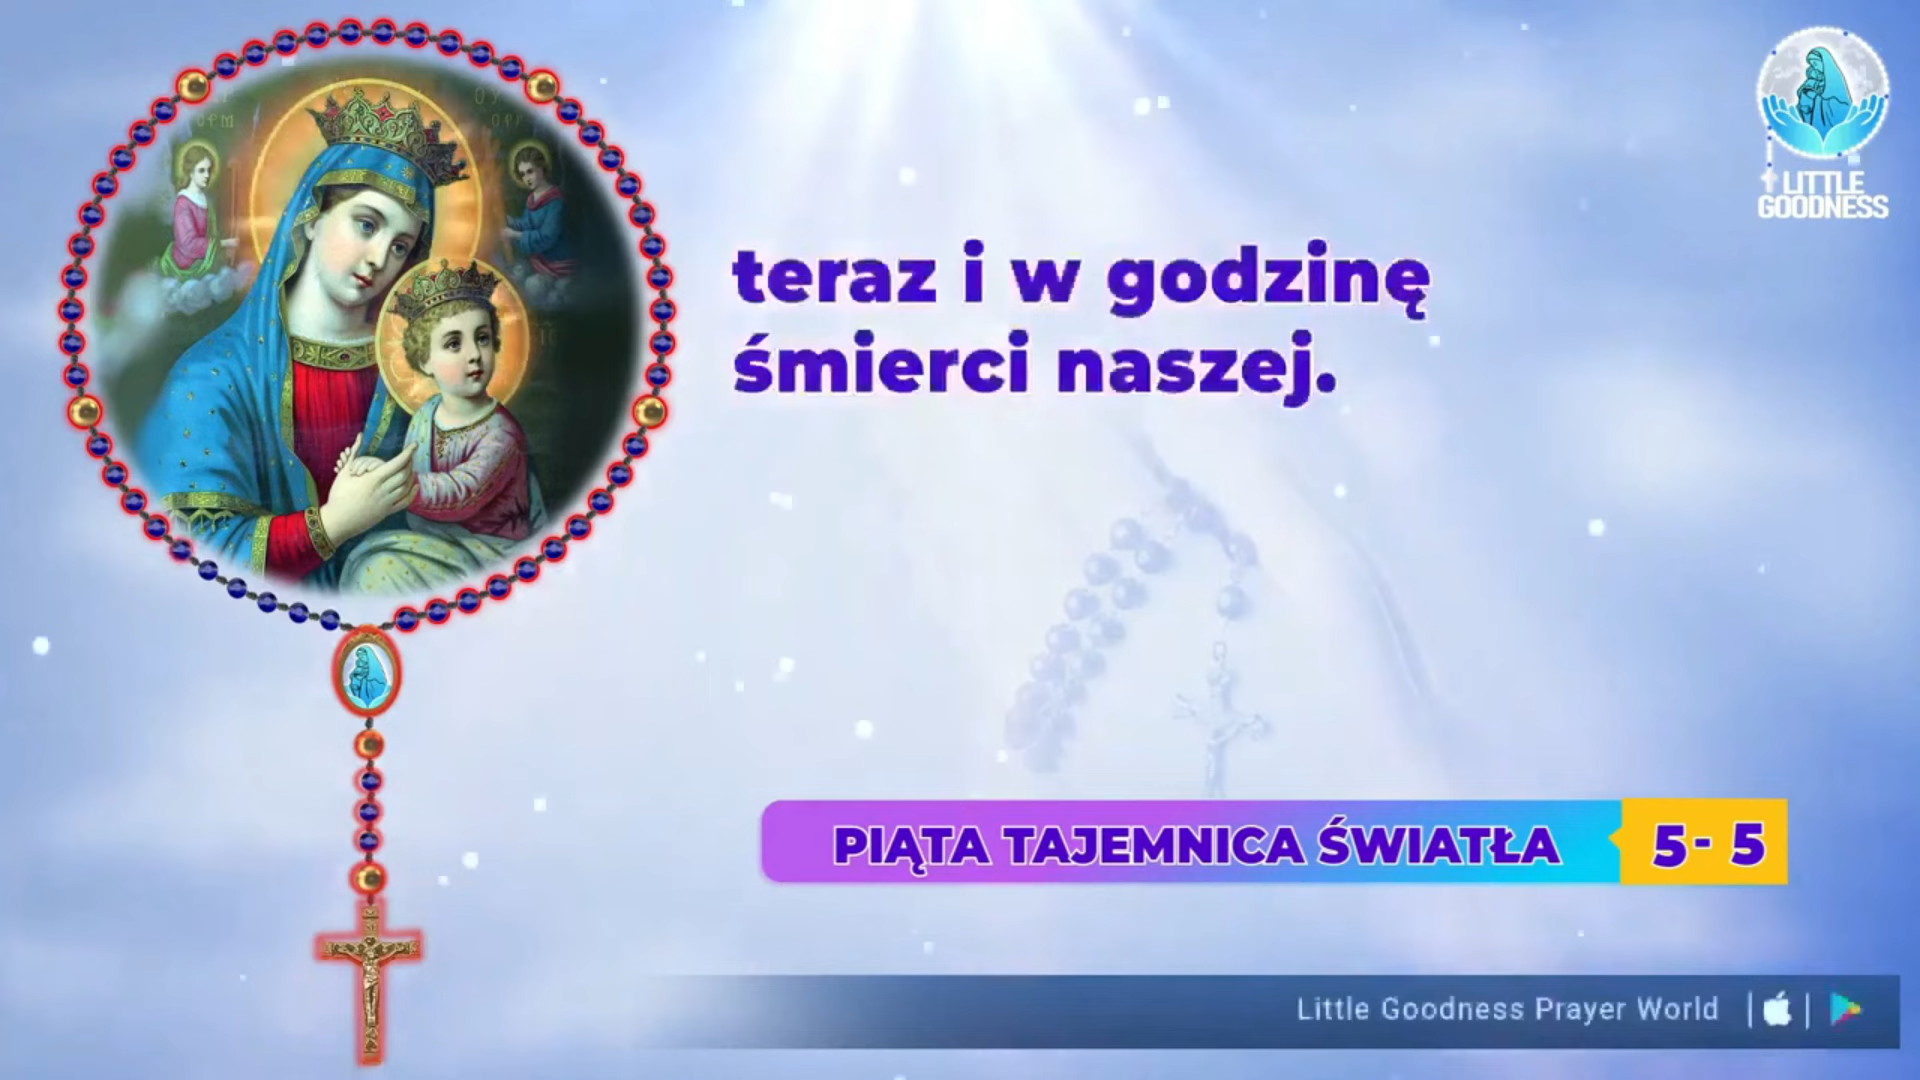 LITTLE
GOODNESS
teraz i w godzinę
śmierci naszej.
PIĄTA TAJEMNICA ŚWIATŁA 5- 5
Little Goodness Prayer World